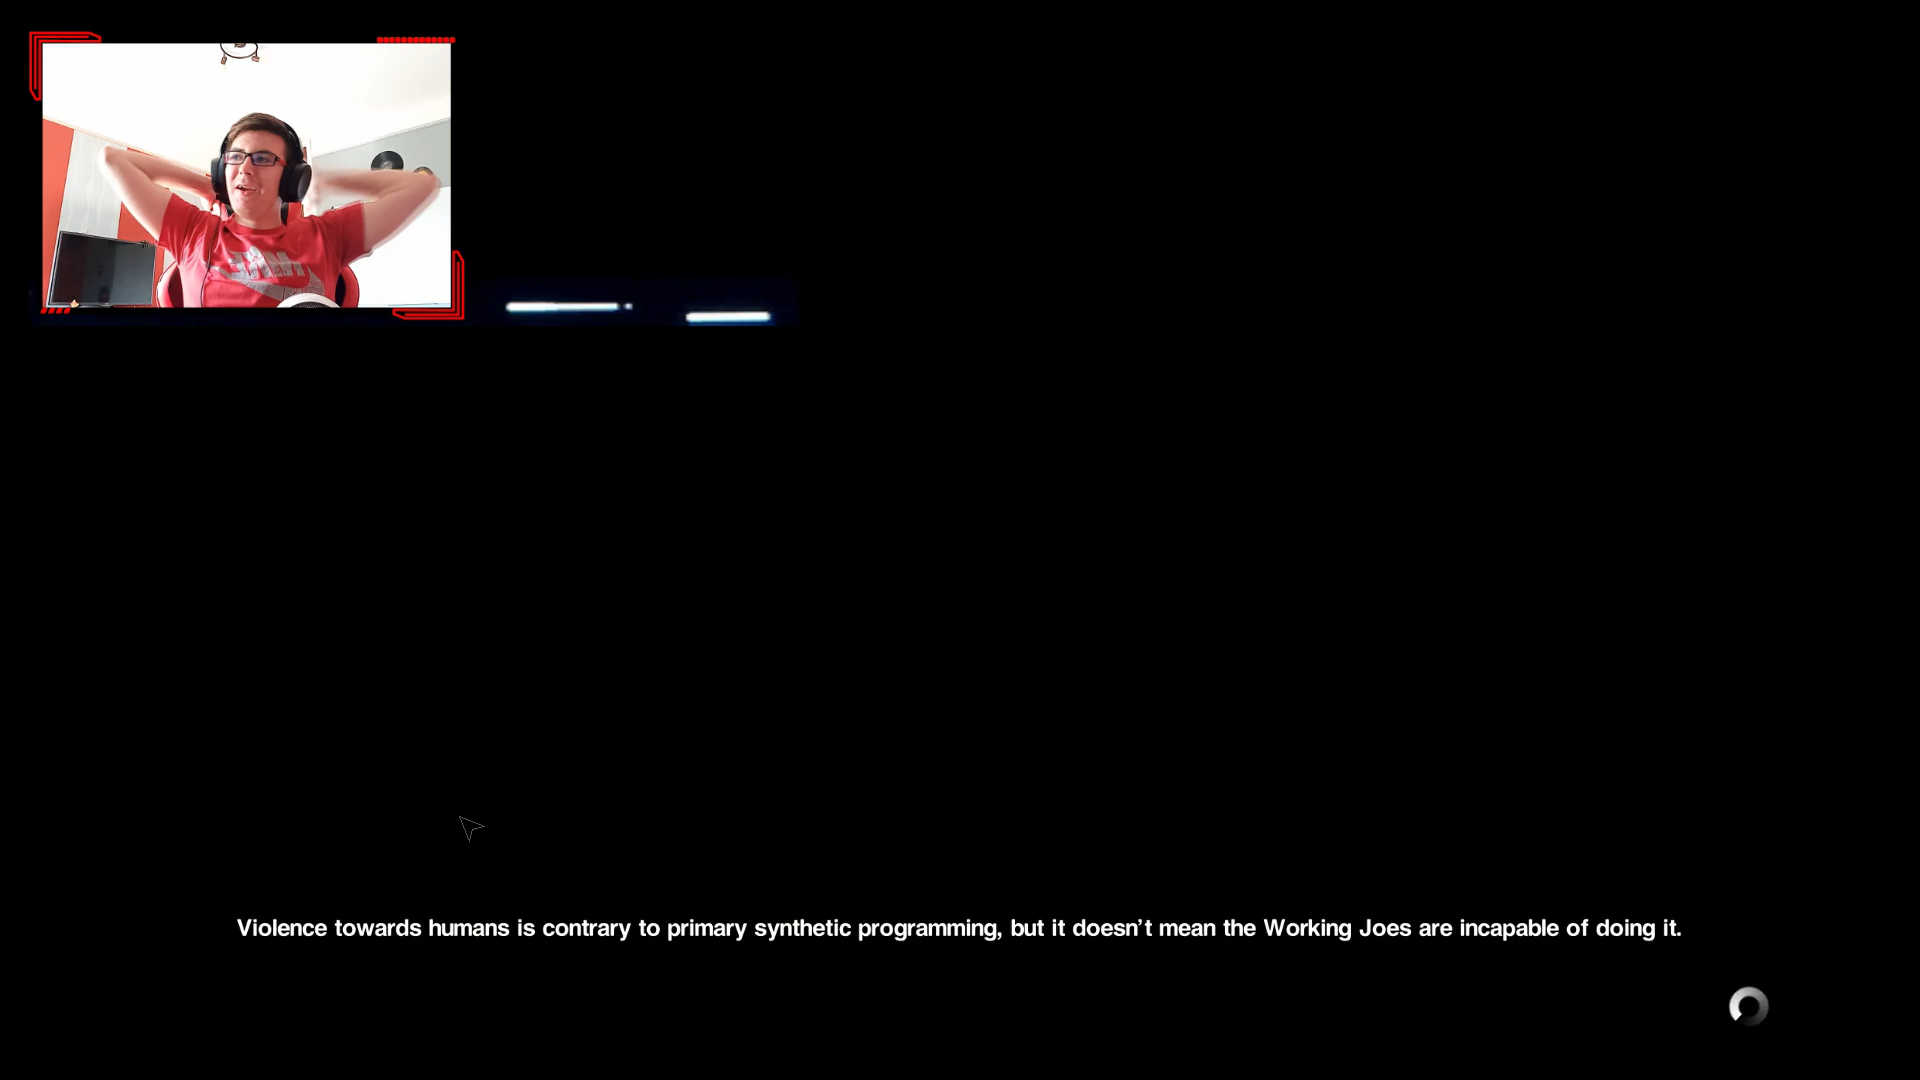 Violence towards humans is contrary to primary synthetic programming, but it doesn't mean the Working Joes are incapable of doing it.